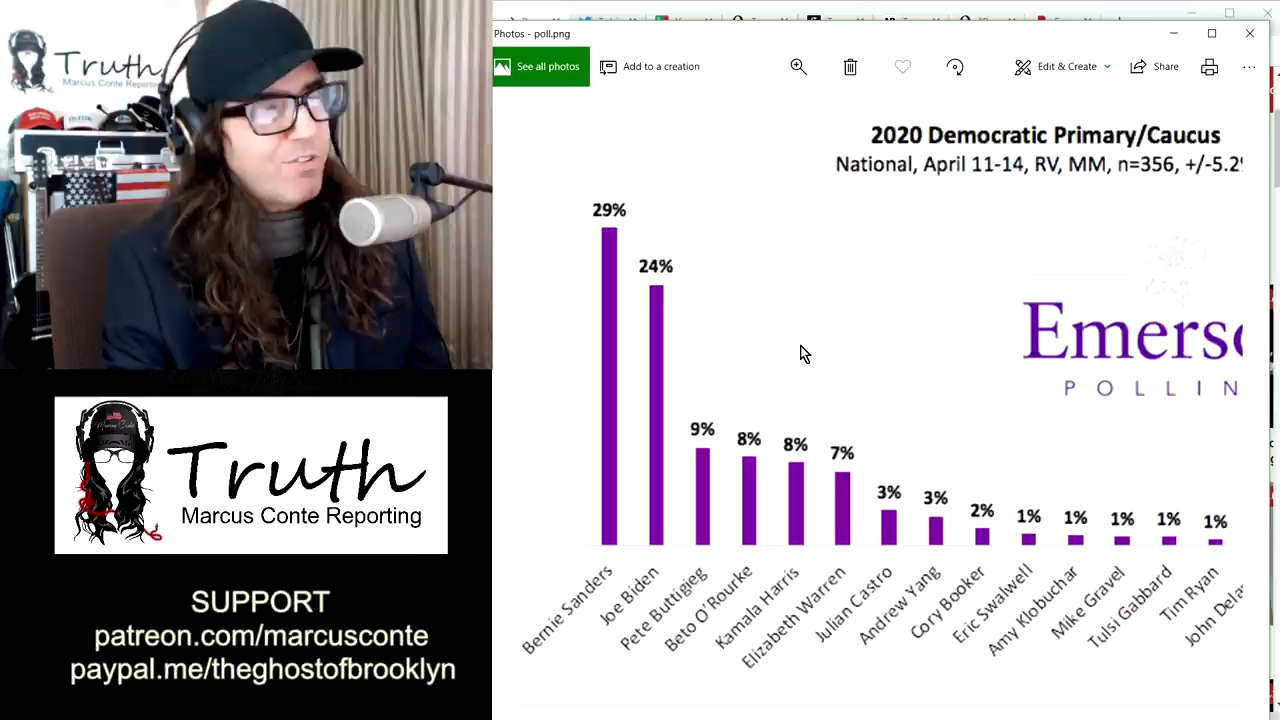 Truth
Marcus Conte Reporting
Photos - poll.png
See all photos
Add to a creation
Edit & Create
Share
2020 Democratic Primary/Caucus
National, April 11-14, RV, MM, n=356, +/-5.2
29%
24%
9%
8%
8%
7%
3%
3%
2%
1%
1%
1%
1%
1%
Emers
POLLIN
Bernie Sanders
Joe Biden
Pete Buttigieg
Beto O'Rourke
Kamala Harris
Elizabeth Warren
Julian Castro
Andrew Yang
Cory Booker
Eric Swalwell
Amy Klobuchar
Mike Gravel
Tulsi Gabbard
Tim Ryan
John Dela
Marcus Conte
Truth
Marcus Conte Reporting
SUPPORT
patreon.com/marcusconte
paypal.me/theghostofbrooklyn